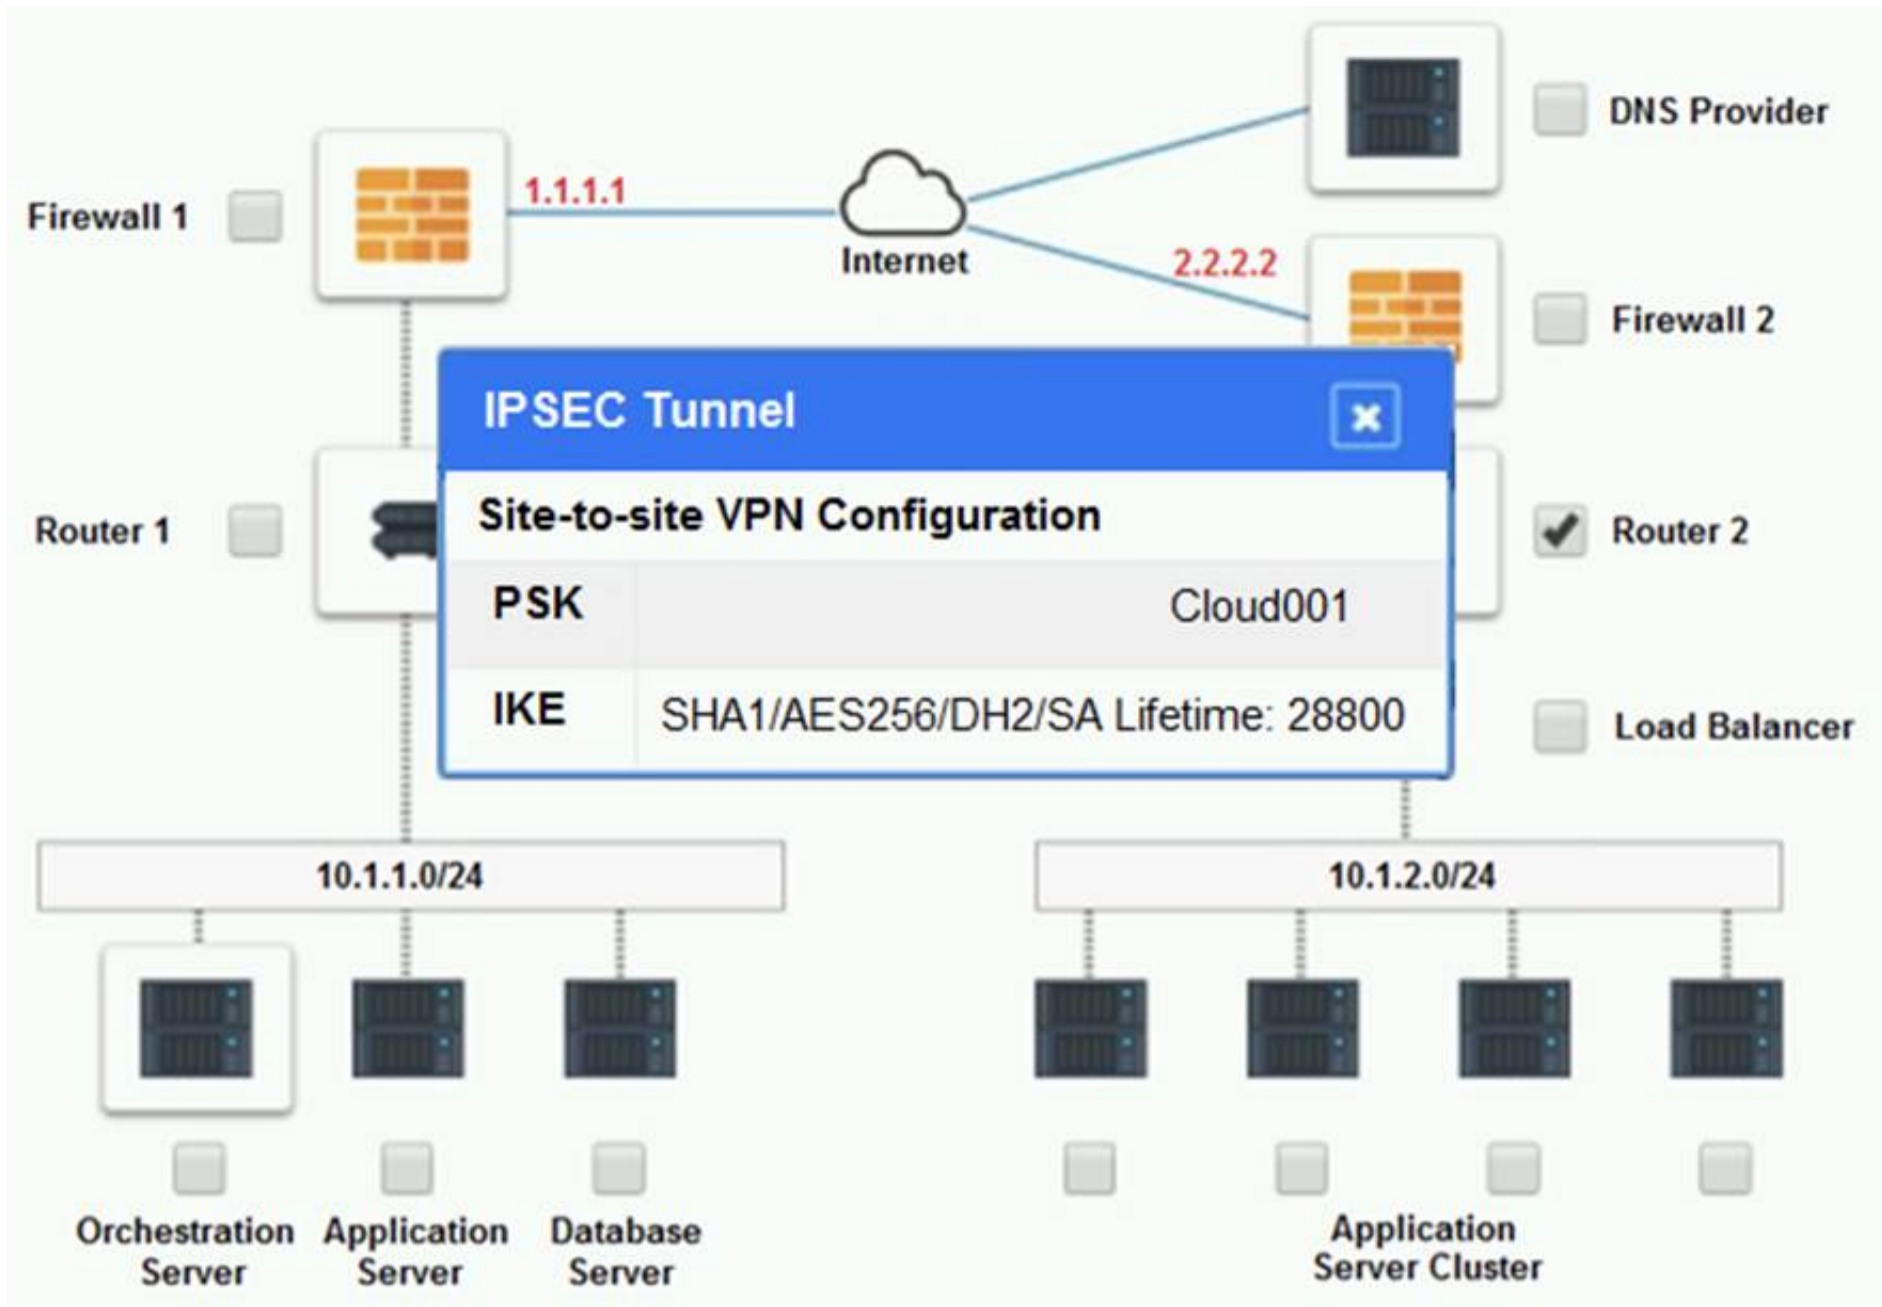 DNS Provider
Firewall 1
1.1.1.1
Internet
2.2.2.2
Firewall 2
IPSEC Tunnel
Site-to-site VPN Configuration
Router 1
Router 2
PSK Cloud001
IKE SHA1/AES256/DH2/SA Lifetime: 28800
Load Balancer
10.1.1.0/24
10.1.2.0/24
Orchestration
Server
Application
Server
Database
Server
Application
Server Cluster